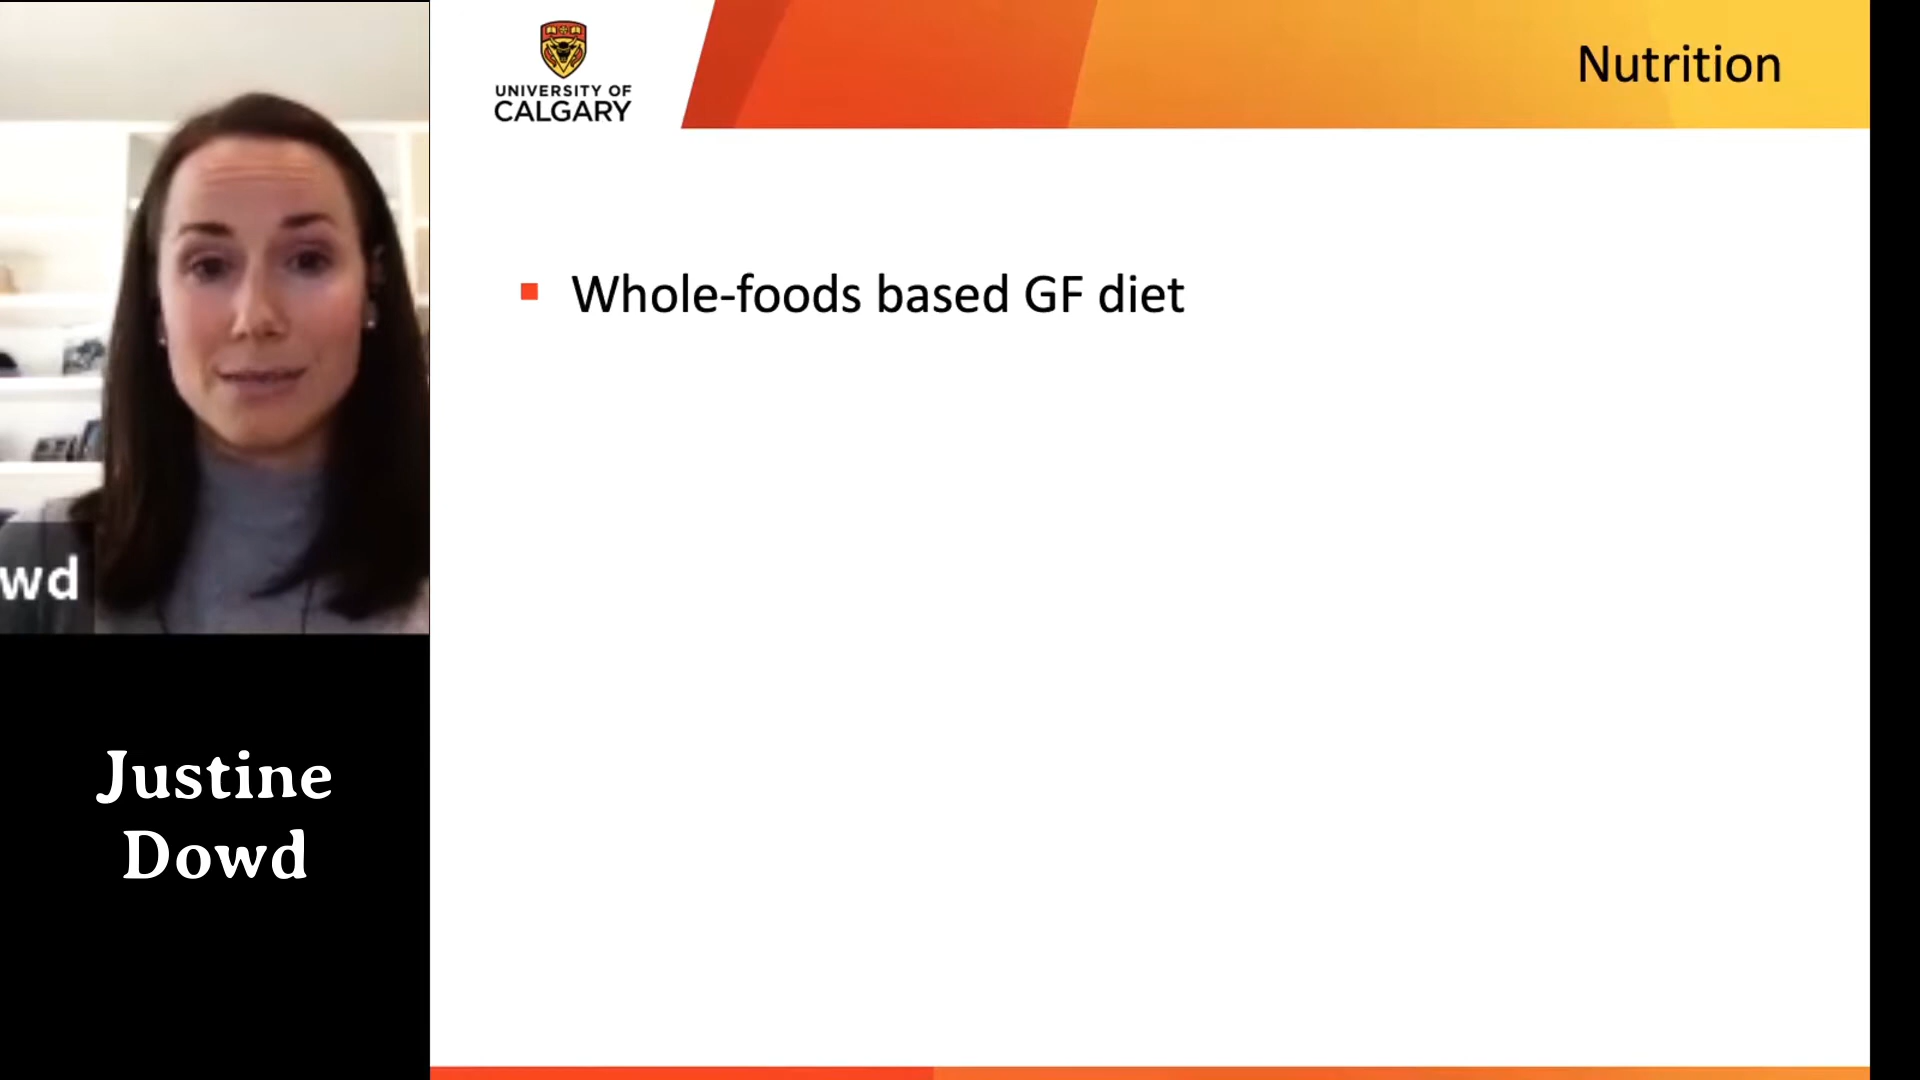 UNIVERSITY OF
CALGARY
Nutrition
Whole-foods based GF diet
wd
Justine
Dowd